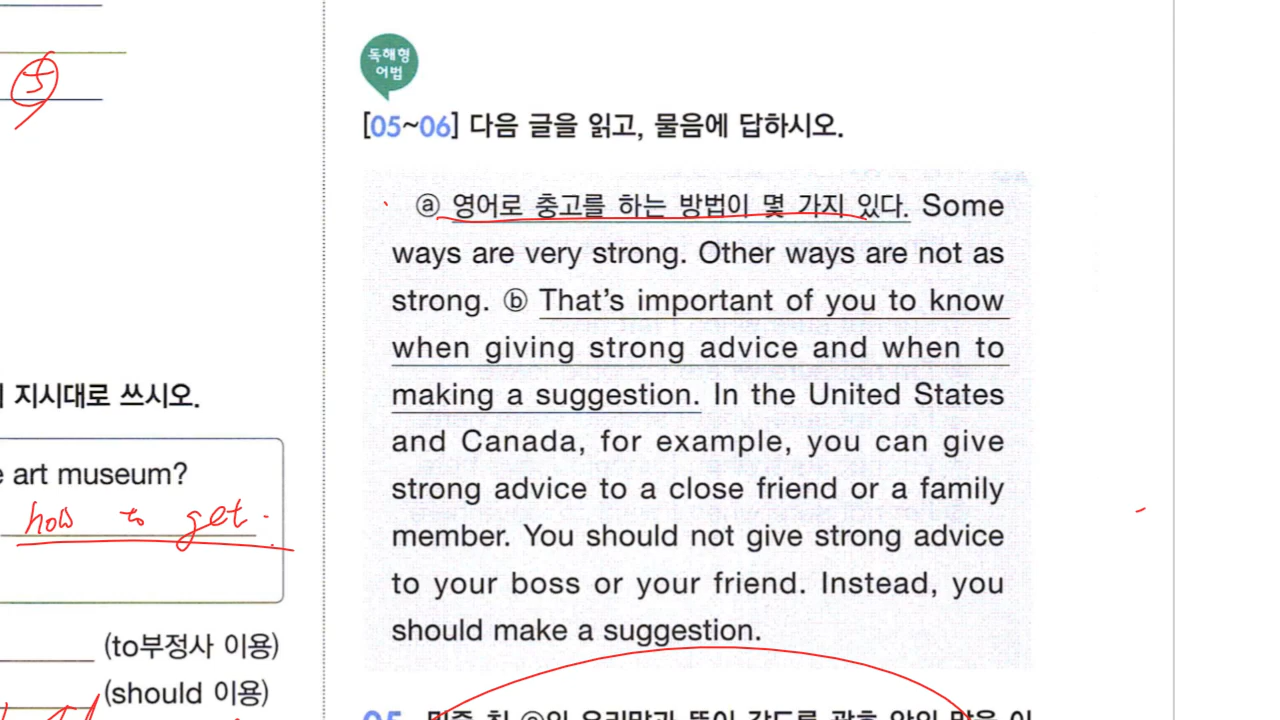 독해형
어법
[05~06] 다음 글을 읽고, 물음에 답하시오.
ⓐ 영어로 충고를 하는 방법이 몇 가지 있다. Some
ways are very strong. Other ways are not as
strong. ⓑ That's important of you to know
when giving strong advice and when to
making a suggestion. In the United States
and Canada, for example, you can give
strong advice to a close friend or a family
member. You should not give strong advice
to your boss or your friend. Instead, you
should make a suggestion.
지시대로 쓰시오.
art museum?
how to get.
(to부정사 이용)
(should 이용)